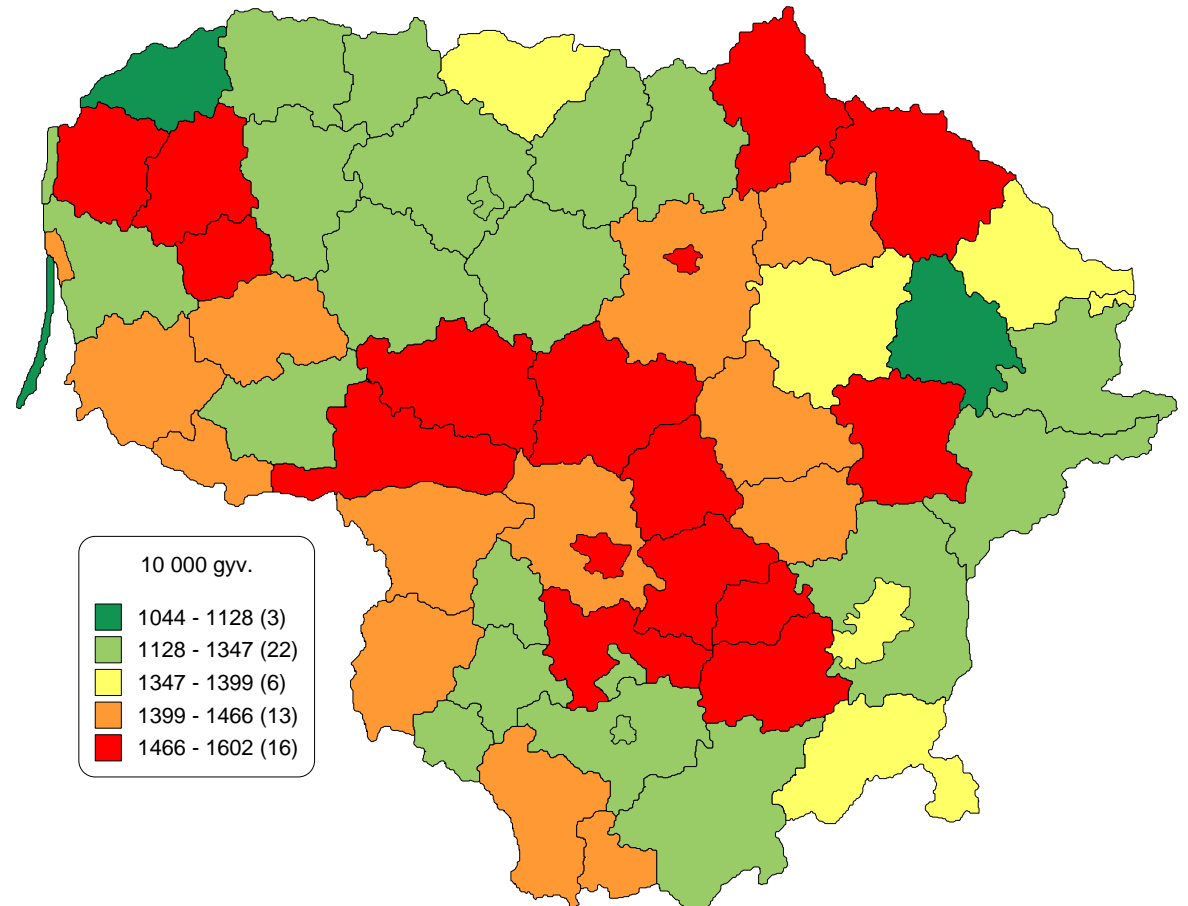 10 000 gyv.
1044 - 1128 (3)
1128 - 1347 (22)
1347 - 1399 (6)
1399 - 1466 (13)
1466 - 1602 (16)